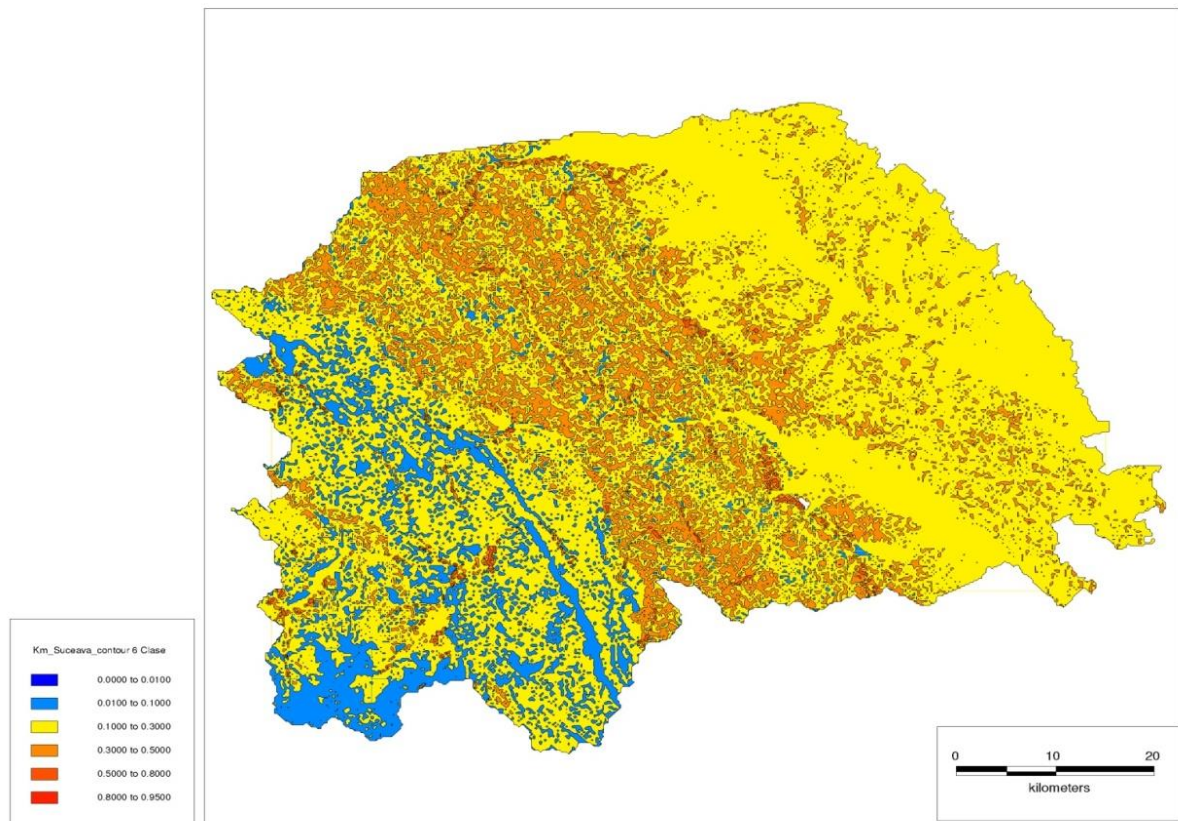 Km_Suceava_contour 6 Clase
0.0000 to 0.0100
0.0100 to 0.1000
0.1000 to 0.3000
0.3000 to 0.5000
0.5000 to 0.8000
0.8000 to 0.9500
0 10 20
kilometers